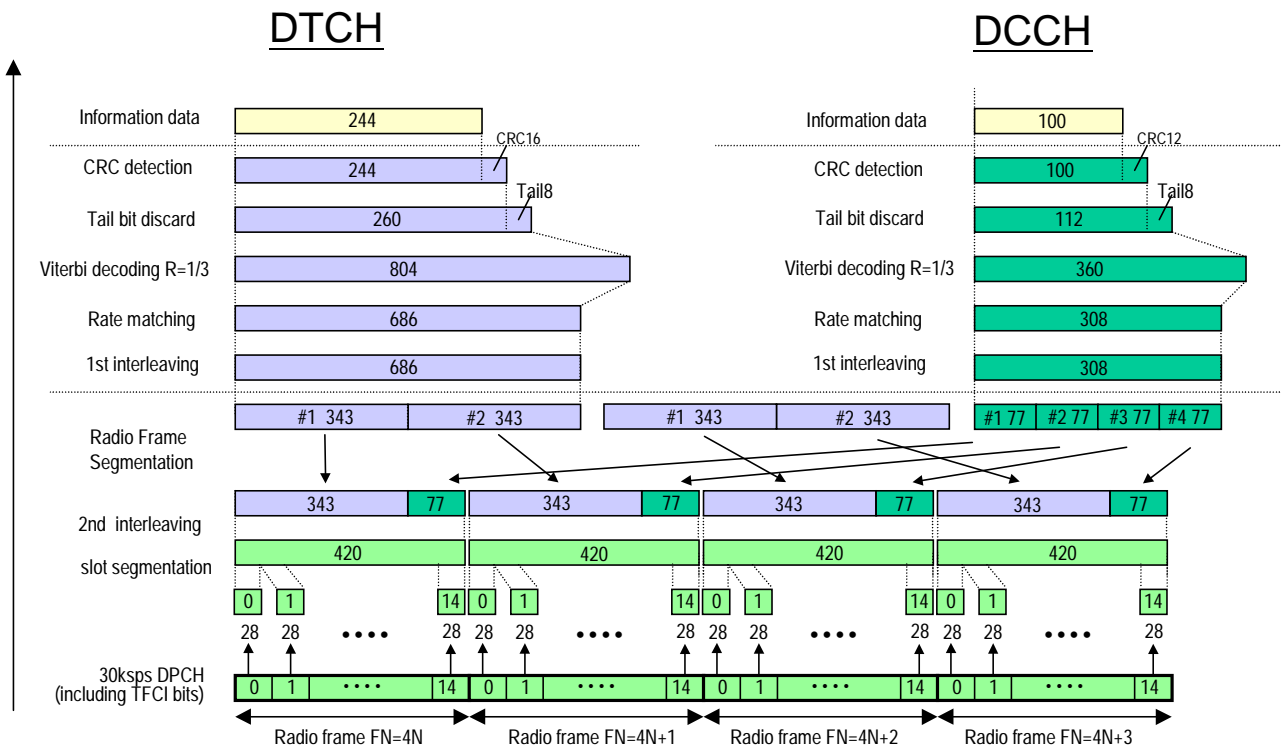 DTCH DCCH
Information data 244 Information data 100
CRC16 CRC12
CRC detection 244 CRC detection 100
Tail8 Tail8
Tail bit discard 260 Tail bit discard 112
Viterbi decoding R=1/3 804 Viterbi decoding R=1/3 360
Rate matching 686 Rate matching 308
1st interleaving 686 1st interleaving 308
#1 343 #2 343 #1 343 #2 343 #1 77 #2 77 #3 77 #4 77
Radio Frame
Segmentation
343 77 343 77 343 77 343 77
2nd interleaving
420 420 420 420
slot segmentation
0 1 14 0 1 14 0 1 14 0 1 14
28 28 •••• 28 28 28 •••• 28 28 28 •••• 28 28 28 •••• 28
30ksps DPCH
(including TFCI bits)
0 1 •••• 14 0 1 •••• 14 0 1 •••• 14 0 1 •••• 14
Radio frame FN=4N Radio frame FN=4N+1 Radio frame FN=4N+2 Radio frame FN=4N+3